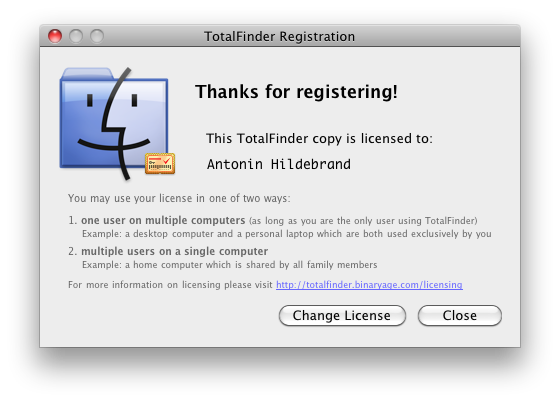 TotalFinder Registration
Thanks for registering!
This TotalFinder copy is licensed to:
Antonin Hildebrand
You may use your license in one of two ways:
1. one user on multiple computers (as long as you are the only user using TotalFinder)
Example: a desktop computer and a personal laptop which are both used exclusively by you
2. multiple users on a single computer
Example: a home computer which is shared by all family members
For more information on licensing please visit http://totalfinder.binaryage.com/licensing
Change License
Close